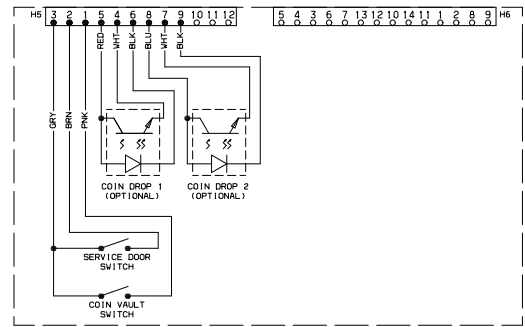 H5 3 2 1 5 4 6 8 7 9 10 11 12
5 4 3 6 7 13 10 12 14 11 1 2 8 9 H6
RED WHT BLK BLU WHT BLK
GRY BRN PNK
COIN DROP 1
(OPTIONAL)
COIN DROP 2
(OPTIONAL)
SERVICE DOOR
SWITCH
COIN VAULT
SWITCH